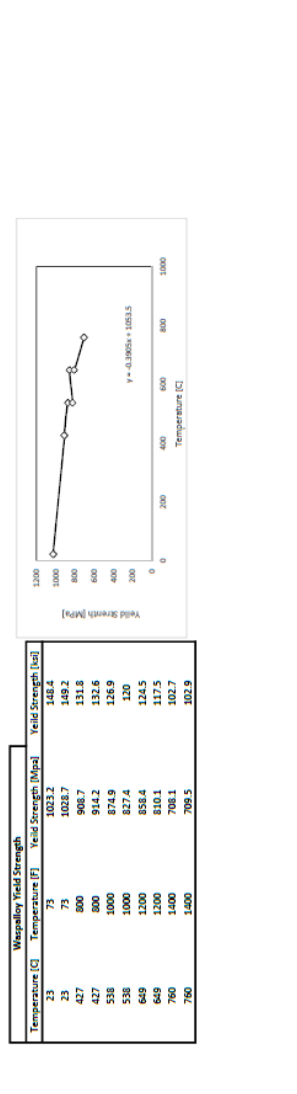 Waspalloy Yield Strength
Temperature [C] Temperature [F] Yeild Strength [Mpa] Yeild Strength [ksi]
23 73 1023.2 148.4
23 73 1028.7 149.2
427 800 908.7 131.8
427 800 914.2 132.6
538 1000 874.9 126.9
538 1000 827.4 120
649 1200 858.4 124.5
649 1200 810.1 117.5
760 1400 708.1 102.7
760 1400 709.5 102.9
Yeild Strenth [MPa]
1200
1000
800
600
400
200
0
y = -0.3905x + 1053.5
0 200 400 600 800 1000
Temperature [C]